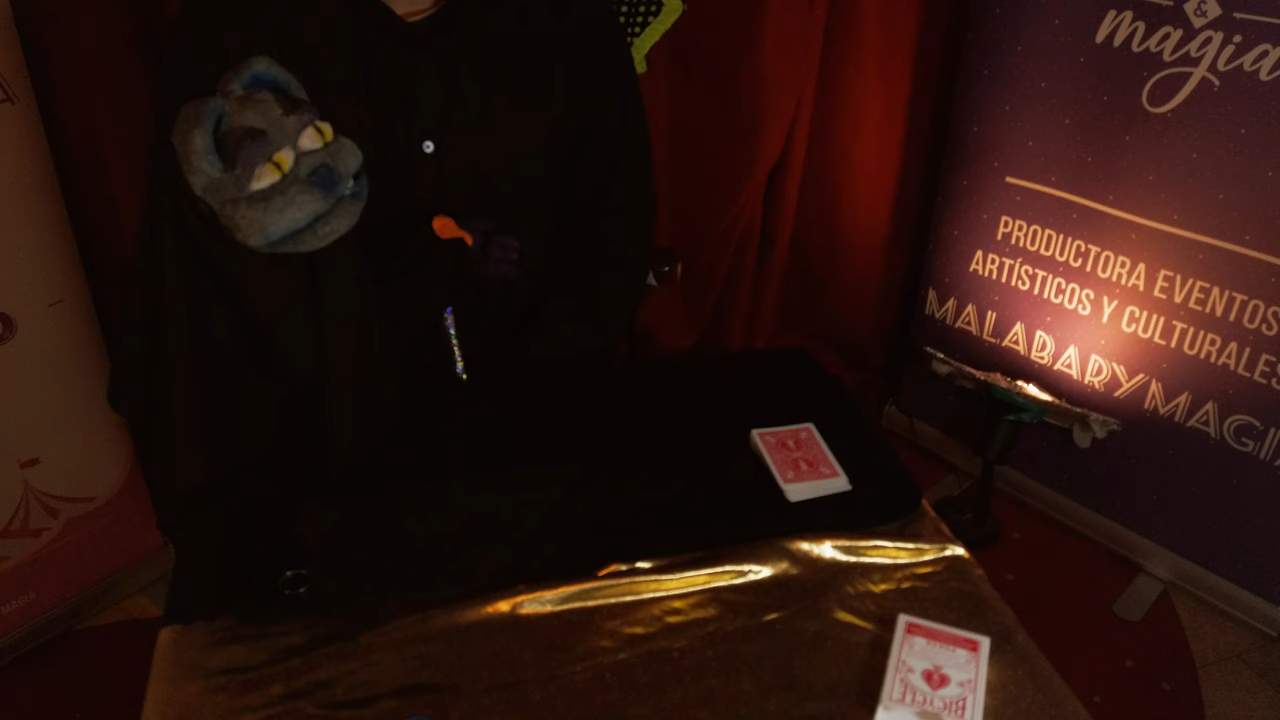 &
magia
PRODUCTORA EVENTOS
ARTÍSTICOS Y CULTURALES
MALABARYMAGIA
BICYCLE